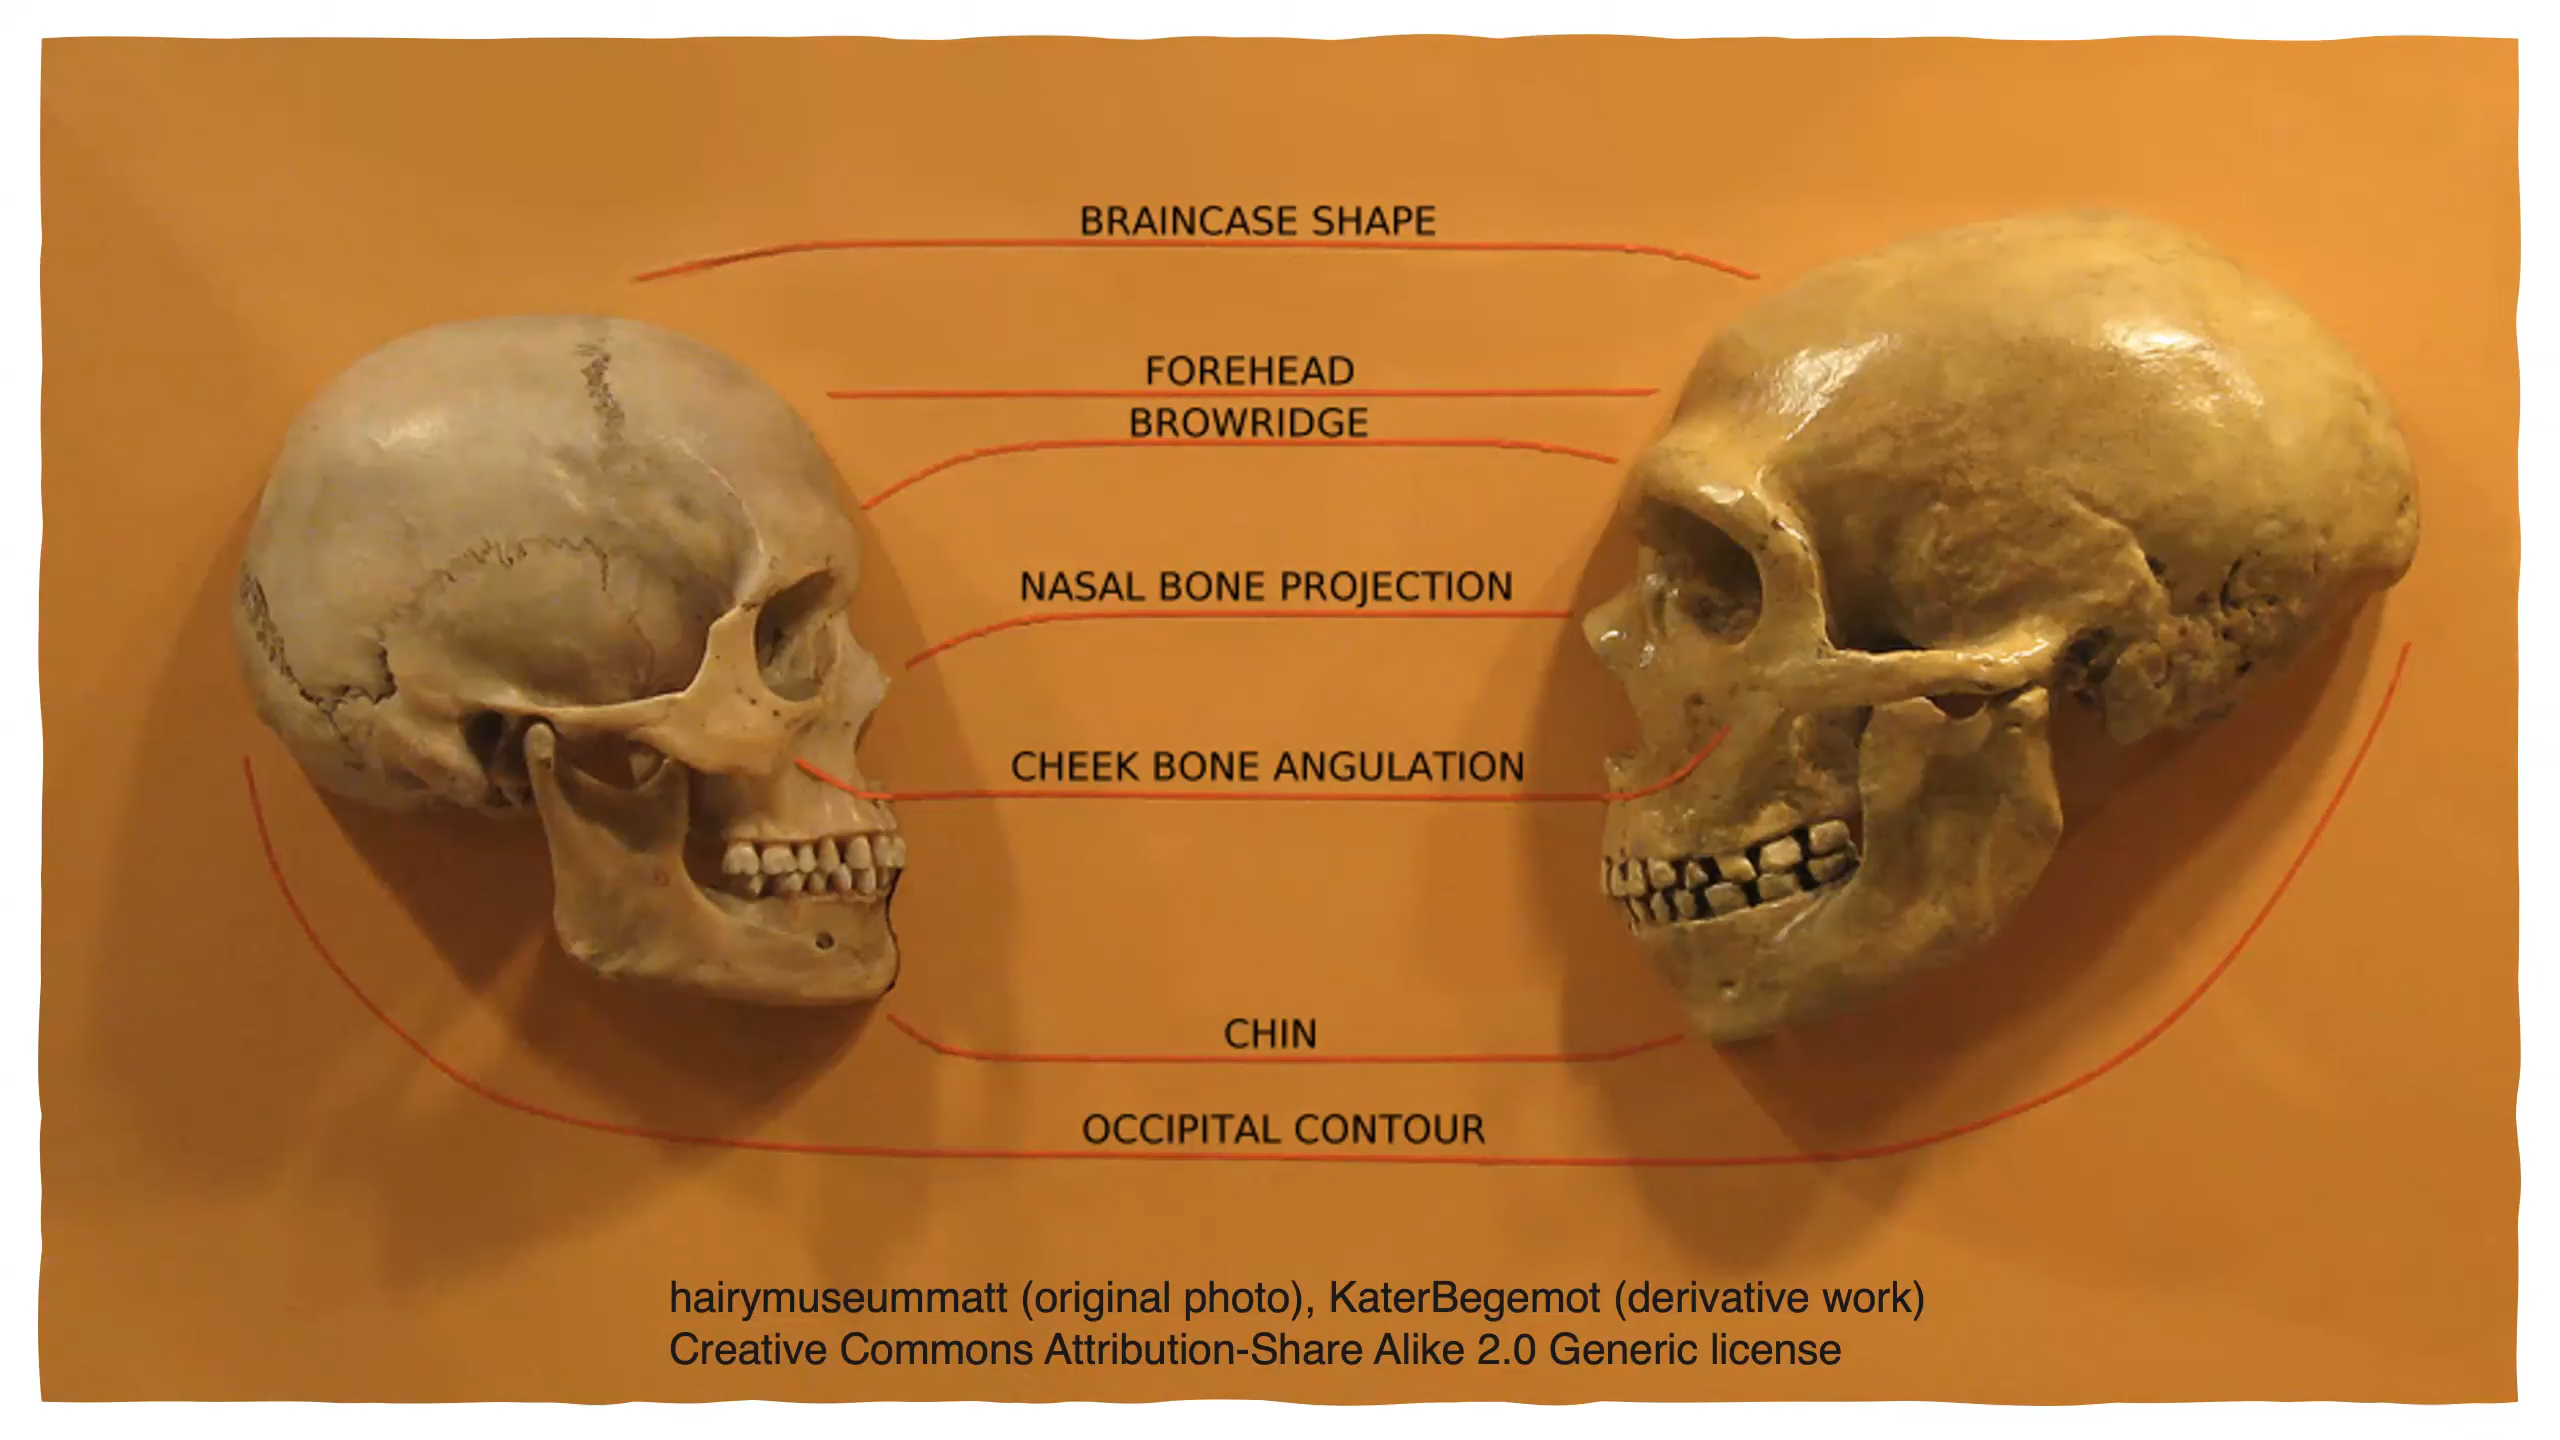 BRAINCASE SHAPE
FOREHEAD
BROWRIDGE
NASAL BONE PROJECTION
CHEEK BONE ANGULATION
CHIN
OCCIPITAL CONTOUR
hairymuseummatt (original photo), KaterBegemot (derivative work)
Creative Commons Attribution-Share Alike 2.0 Generic license